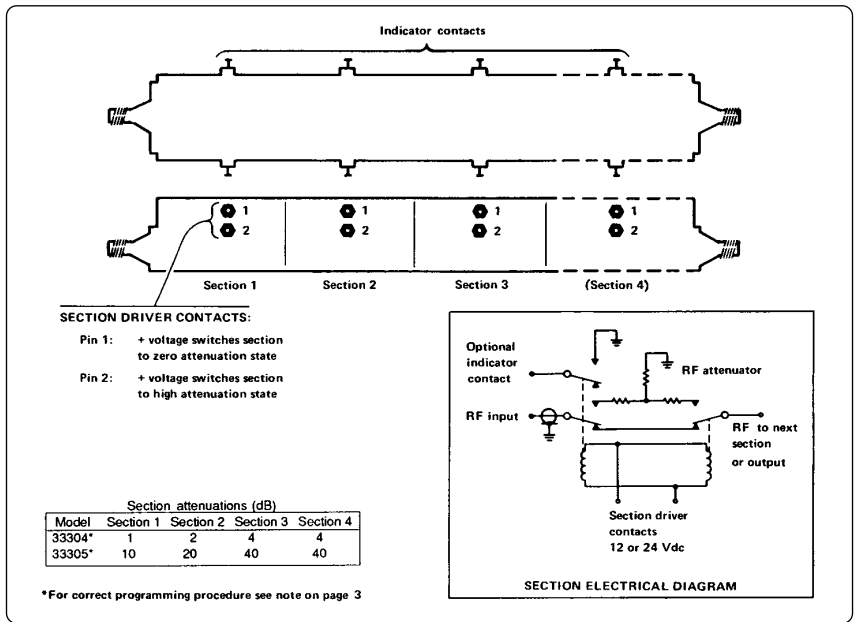 Indicator contacts
1 1 1 1
2 2 2 2
Section 1 Section 2 Section 3 (Section 4)
SECTION DRIVER CONTACTS:
Pin 1: + voltage switches section
to zero attenuation state
Pin 2: + voltage switches section
to high attenuation state
Optional
indicator
contact
RF attenuator
RF input
RF to next
section
or output
Section driver
contacts
12 or 24 Vdc
SECTION ELECTRICAL DIAGRAM
Section attenuations (dB)
Model Section 1 Section 2 Section 3 Section 4
33304* 1 2 4 4
33305* 10 20 40 40
*For correct programming procedure see note on page 3